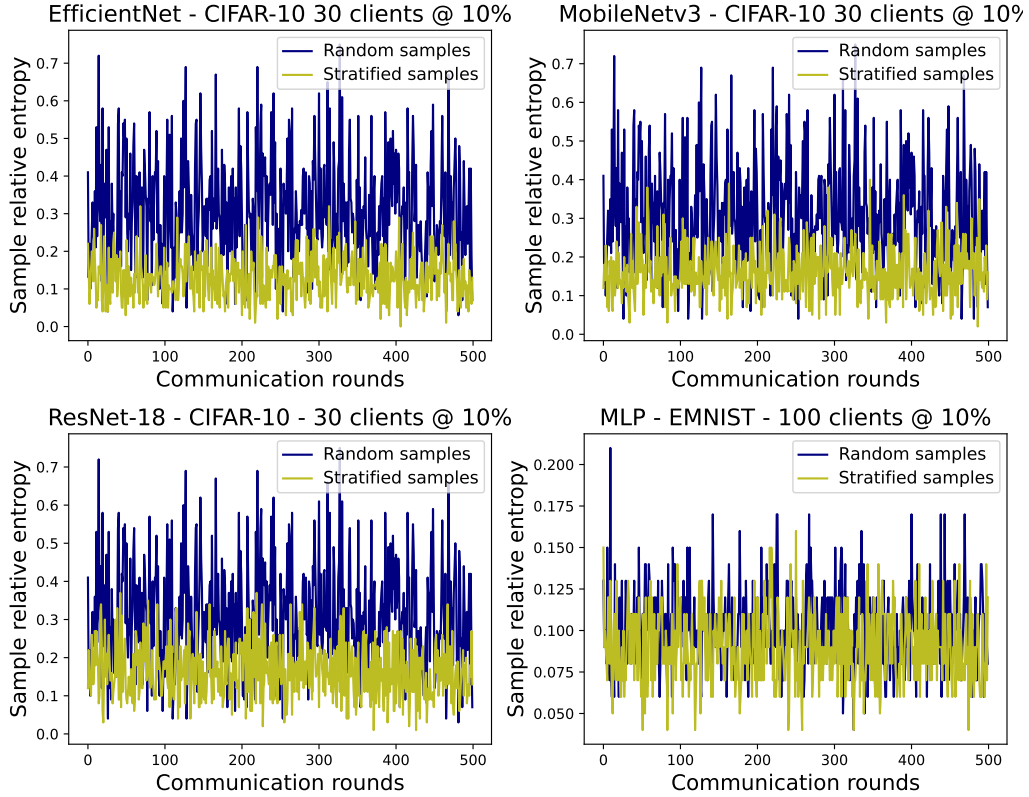 EfficientNet - CIFAR-10 30 clients @ 10%
Random samples
Stratified samples
Sample relative entropy
0.7
0.6
0.5
0.4
0.3
0.2
0.1
0.0
0 100 200 300 400 500
Communication rounds
MobileNetv3 - CIFAR-10 30 clients @ 10%
Random samples
Stratified samples
Sample relative entropy
0.7
0.6
0.5
0.4
0.3
0.2
0.1
0.0
0 100 200 300 400 500
Communication rounds
ResNet-18 - CIFAR-10 - 30 clients @ 10%
Random samples
Stratified samples
Sample relative entropy
0.7
0.6
0.5
0.4
0.3
0.2
0.1
0.0
0 100 200 300 400 500
Communication rounds
MLP - EMNIST - 100 clients @ 10%
Random samples
Stratified samples
Sample relative entropy
0.200
0.175
0.150
0.125
0.100
0.075
0.050
0 100 200 300 400 500
Communication rounds